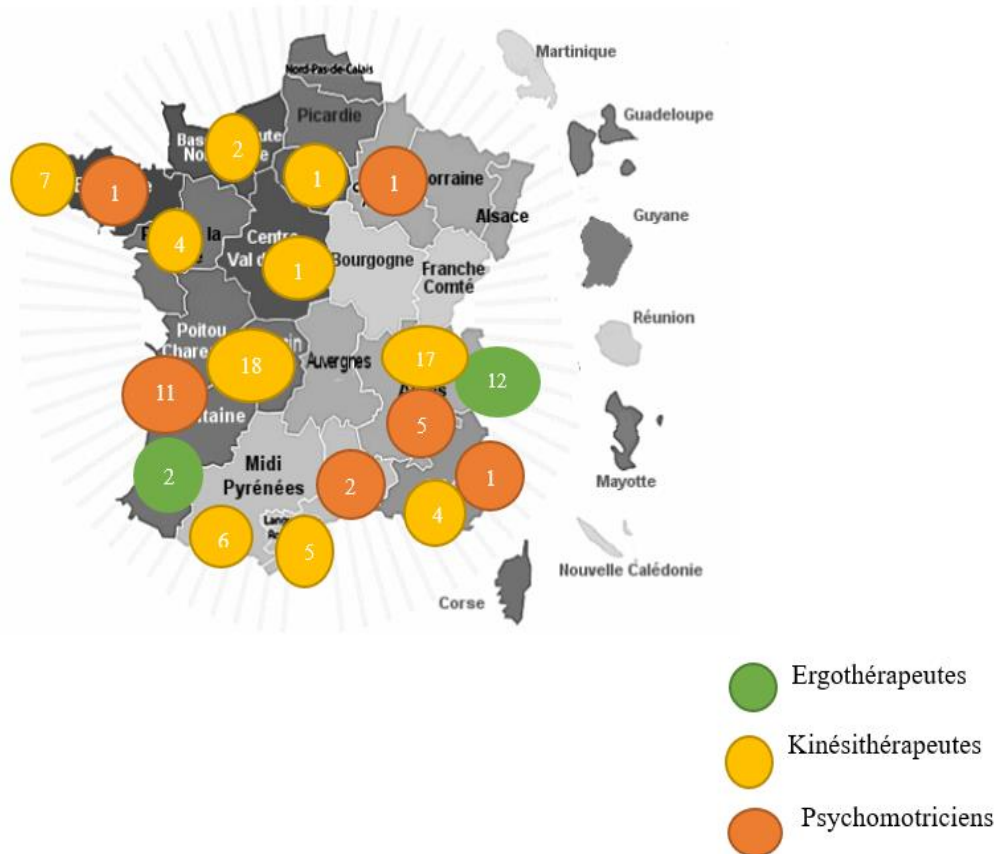 Nord-Pas-de-Calais
Martinique
Picardie
Guadeloupe
2
1
7
1
1
Alsace
Guyane
4
la
Centre
1
Bourgogne
Franche
Comté
Réunion
Poitou
18
Auvergnes
17
12
11
5
2
Midi
Pyrénées
2
1
Mayotte
6
5
4
Nouvelle Calédonie
Corse
Ergothérapeutes
Kinésithérapeutes
Psychomotriciens